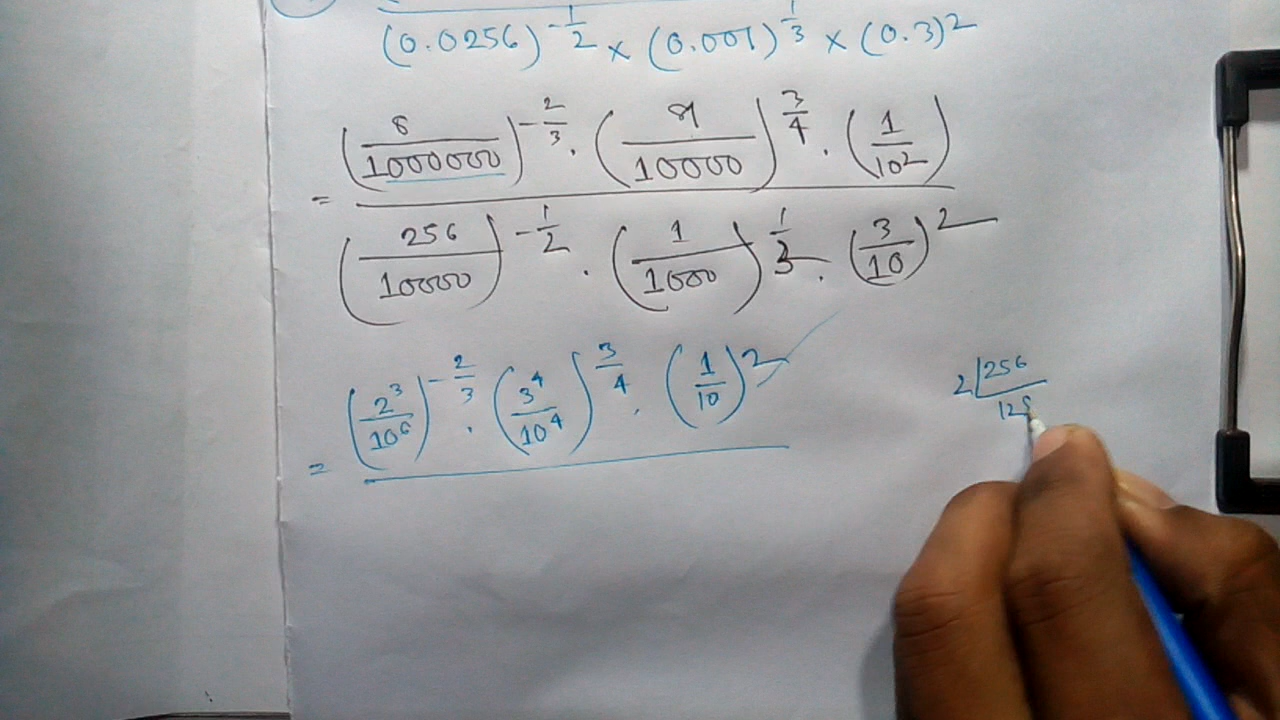 (0.0256)^{-1/2} × (0.001)^{1/3} × (0.3)^2
(8/1000000)^{-2/3} . (81/10000)^{3/4} . (1/10^2)
=
(256/10000)^{-1/2} . (1/1000)^{1/3} . (3/10)^2
(2^3/10^6)^{-2/3} . (3^4/10^4)^{3/4} . (1/10)^2
=
2|256
128